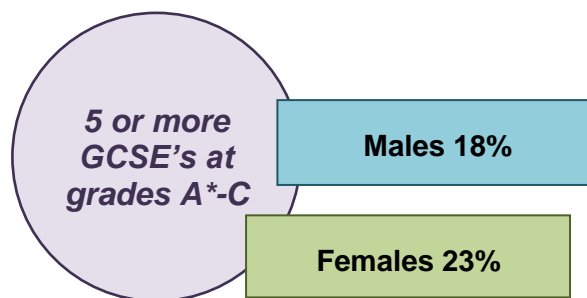 5 or more
GCSE’s at
grades A*-C
Males 18%
Females 23%